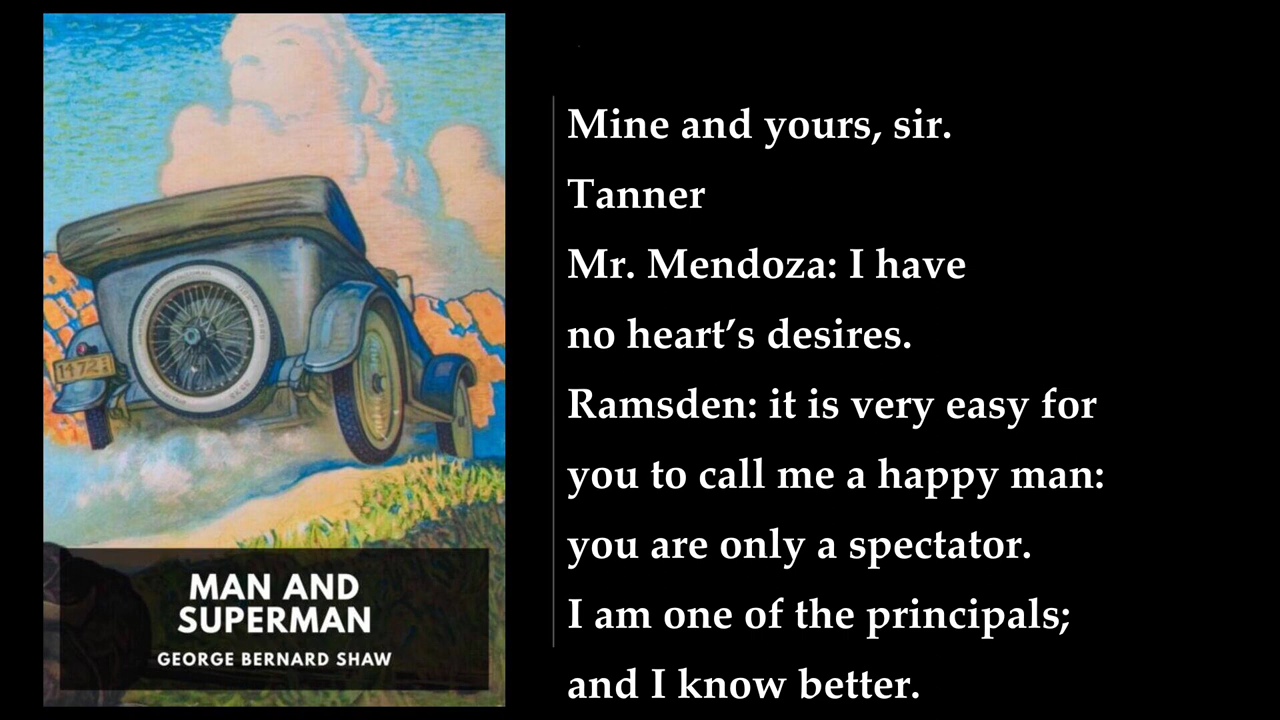 1472
MAN AND
SUPERMAN
GEORGE BERNARD SHAW
Mine and yours, sir.
Tanner
Mr. Mendoza: I have
no heart’s desires.
Ramsden: it is very easy for
you to call me a happy man:
you are only a spectator.
I am one of the principals;
and I know better.